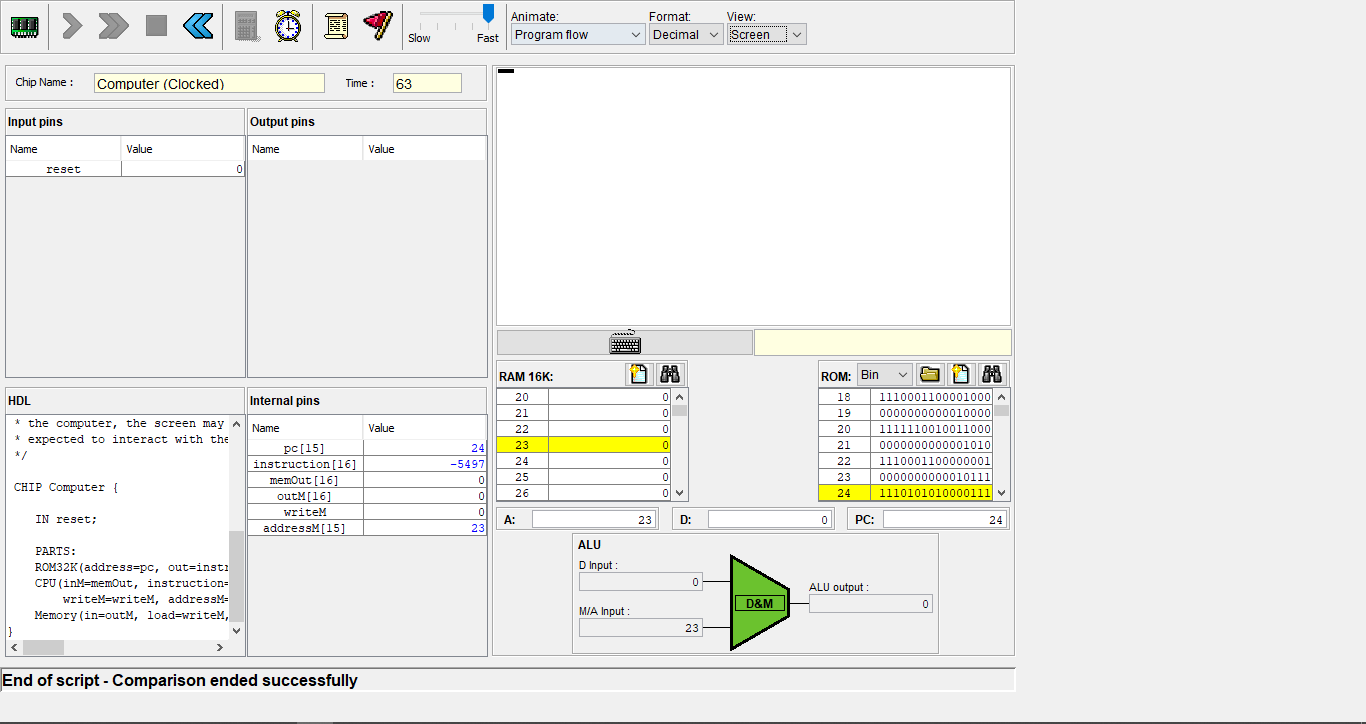 Animate: Format: View:
Slow Fast Program flow Decimal Screen
Chip Name : Computer (Clocked) Time : 63
Input pins
Name Value
reset 0
Output pins
Name Value
HDL
* the computer, the screen may
* expected to interact with the
*/
CHIP Computer {
IN reset;
PARTS:
ROM32K(address=pc, out=instr
CPU(inM=memOut, instruction=
writeM=writeM, addressM=
Memory(in=outM, load=writeM,
}
Internal pins
Name Value
pc[15] 24
instruction[16] -5497
memOut[16] 0
outM[16] 0
writeM 0
addressM[15] 23
RAM 16K:
20 0
21 0
22 0
23 0
24 0
25 0
26 0
ROM: Bin
18 1110001100001000
19 0000000000010000
20 1111110010011000
21 0000000000001010
22 1110001100000001
23 0000000000010111
24 1110101010000111
A: 23 D: 0 PC: 24
ALU
D Input :
0
M/A Input :
23
D&M
ALU output :
0
End of script - Comparison ended successfully